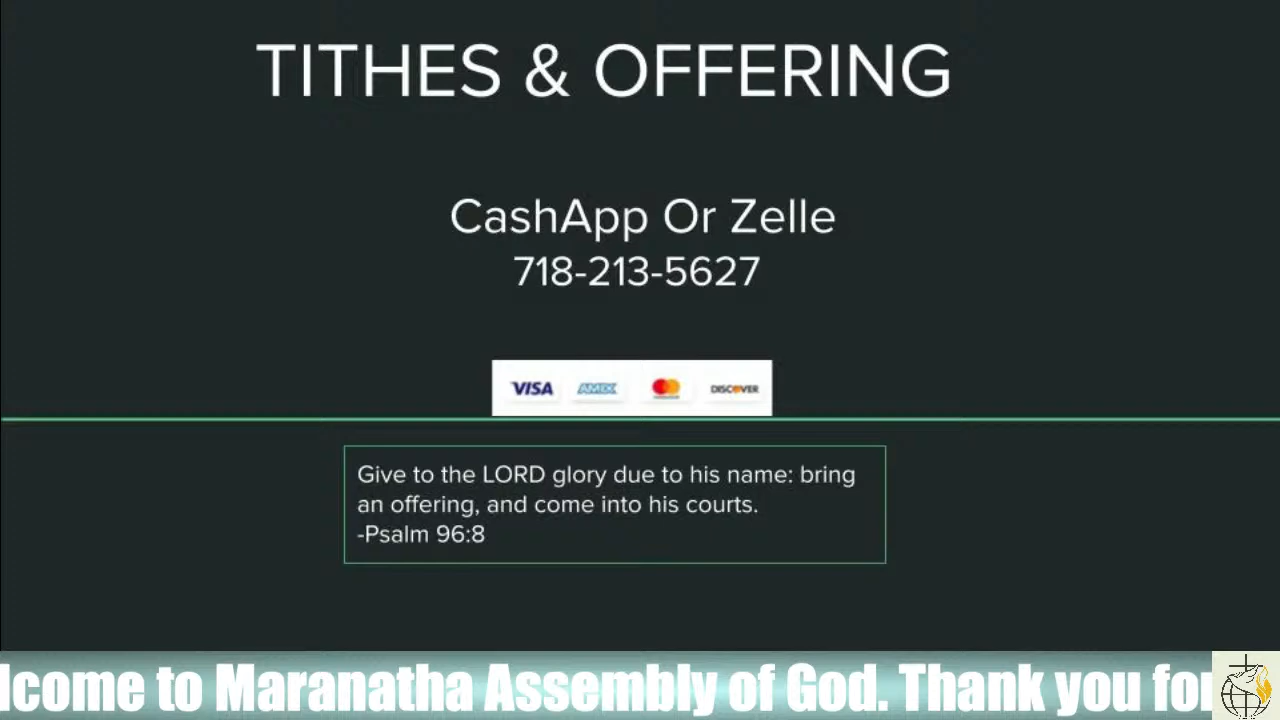 TITHES & OFFERING
CashApp Or Zelle
718-213-5627
VISA AMEX DISCOVER
Give to the LORD glory due to his name: bring
an offering, and come into his courts.
-Psalm 96:8
lcome to Maranatha Assembly of God. Thank you for